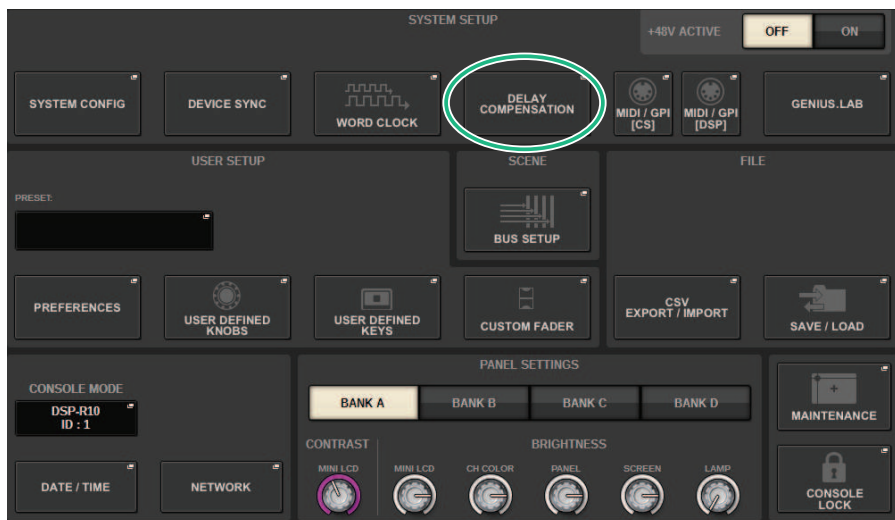 SYSTEM SETUP
+48V ACTIVE
OFF
ON
SYSTEM CONFIG
DEVICE SYNC
WORD CLOCK
DELAY
COMPENSATION
MIDI / GPI
[CS]
MIDI / GPI
[DSP]
GENIUS.LAB
USER SETUP
SCENE
FILE
PRESET:
BUS SETUP
PREFERENCES
USER DEFINED
KNOBS
USER DEFINED
KEYS
CUSTOM FADER
CSV
EXPORT / IMPORT
SAVE / LOAD
PANEL SETTINGS
CONSOLE MODE
DSP-R10
ID : 1
BANK A
BANK B
BANK C
BANK D
MAINTENANCE
CONTRAST
BRIGHTNESS
MINI LCD
MINI LCD
CH COLOR
PANEL
SCREEN
LAMP
DATE / TIME
NETWORK
CONSOLE
LOCK